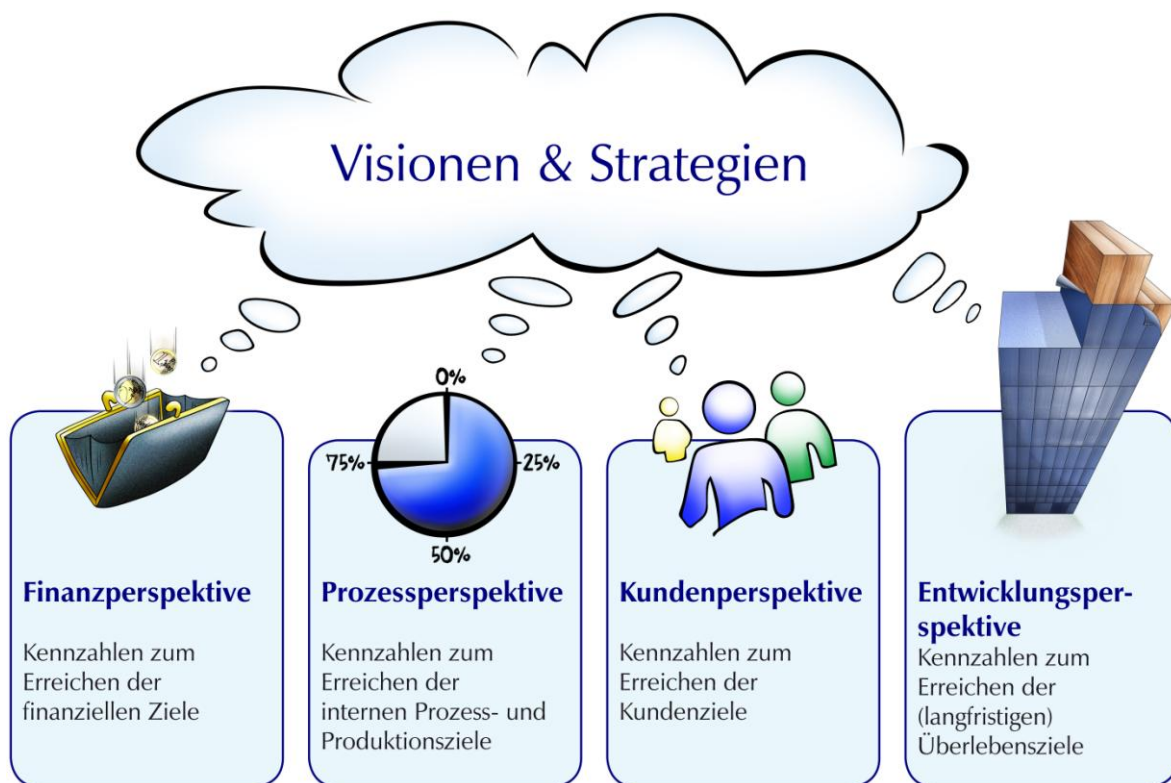 Visionen & Strategien
0%
75%
25%
50%
Finanzperspektive
Kennzahlen zum
Erreichen der
finanziellen Ziele
Prozessperspektive
Kennzahlen zum
Erreichen der
internen Prozess- und
Produktionsziele
Kundenperspektive
Kennzahlen zum
Erreichen der
Kundenziele
Entwicklungsper-
spektive
Kennzahlen zum
Erreichen der
(langfristigen)
Überlebensziele